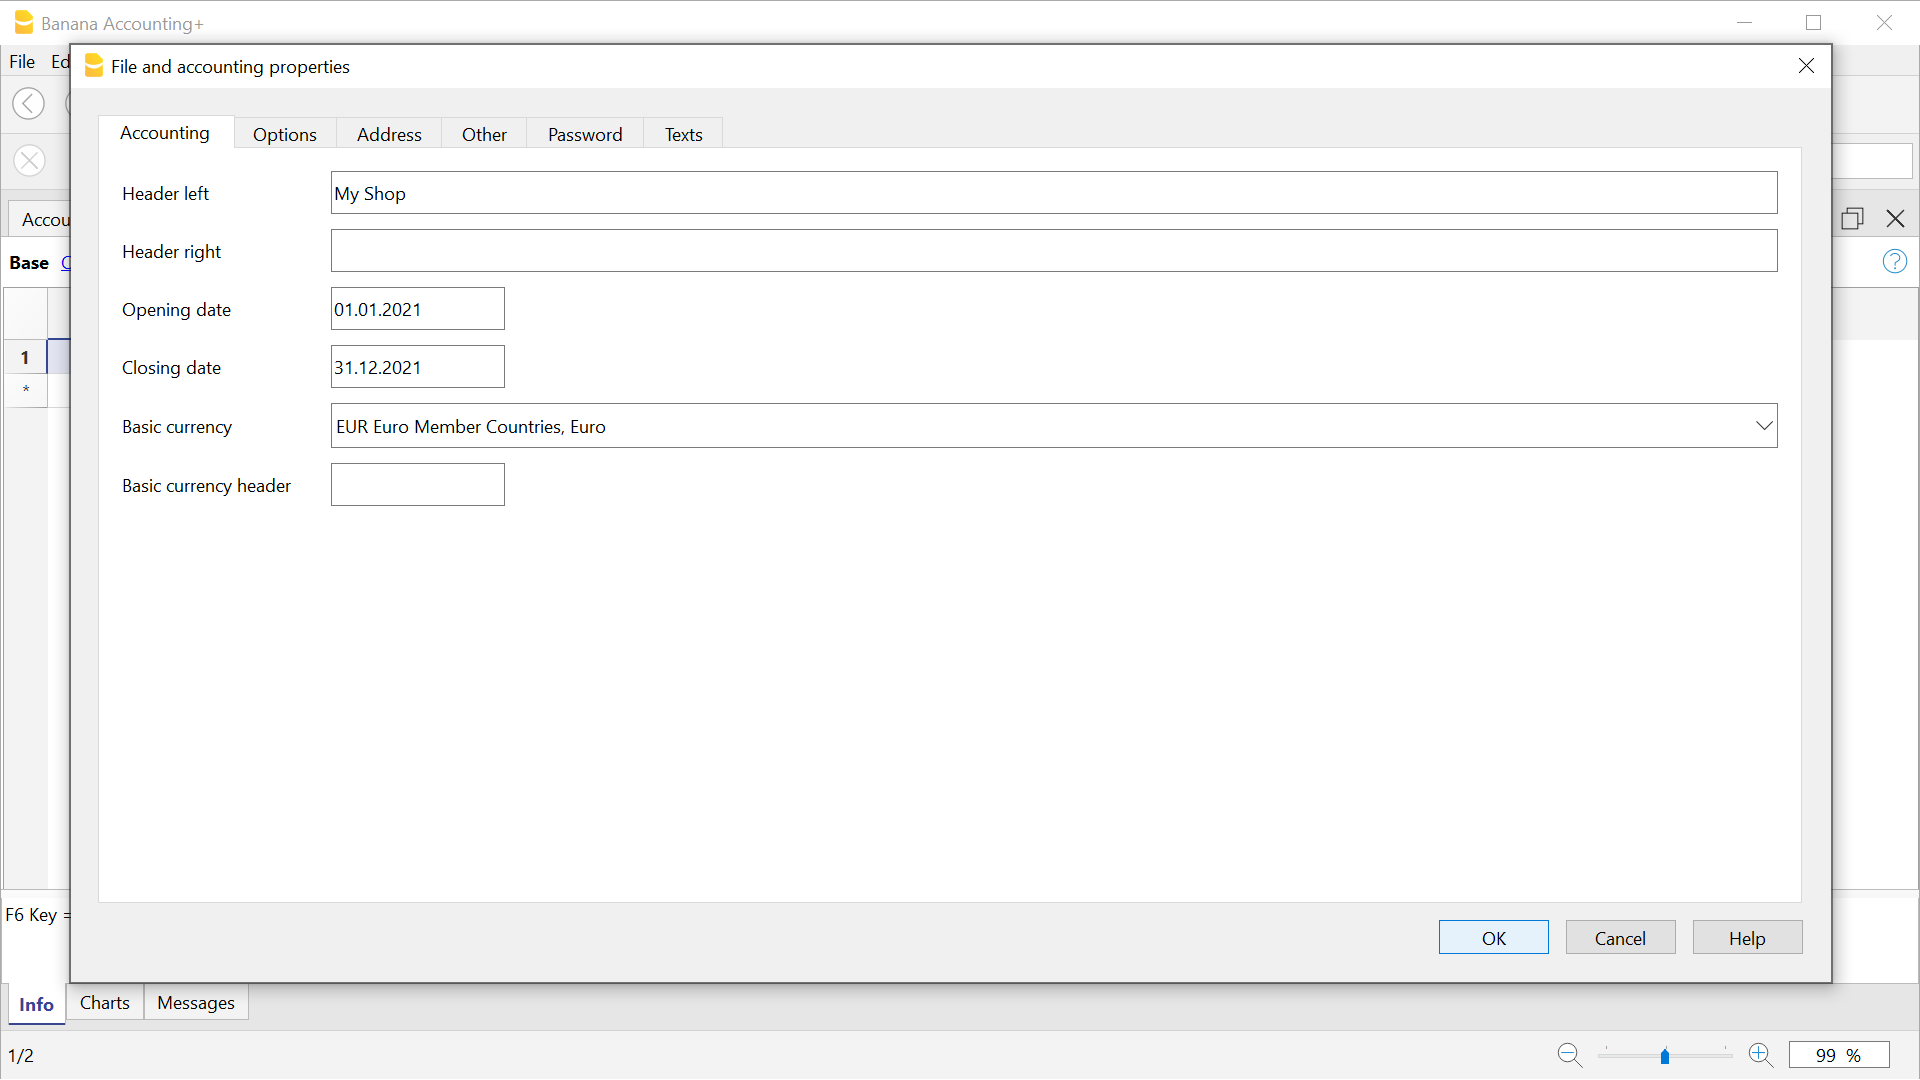 Banana Accounting+
File Ed
File and accounting properties
Accounting Options Address Other Password Texts
Header left My Shop
Header right
Accou
Base
Opening date 01.01.2021
1
Closing date 31.12.2021
*
Basic currency EUR Euro Member Countries, Euro
Basic currency header
F6 Key =
OK Cancel Help
Info Charts Messages
1/2
99 %